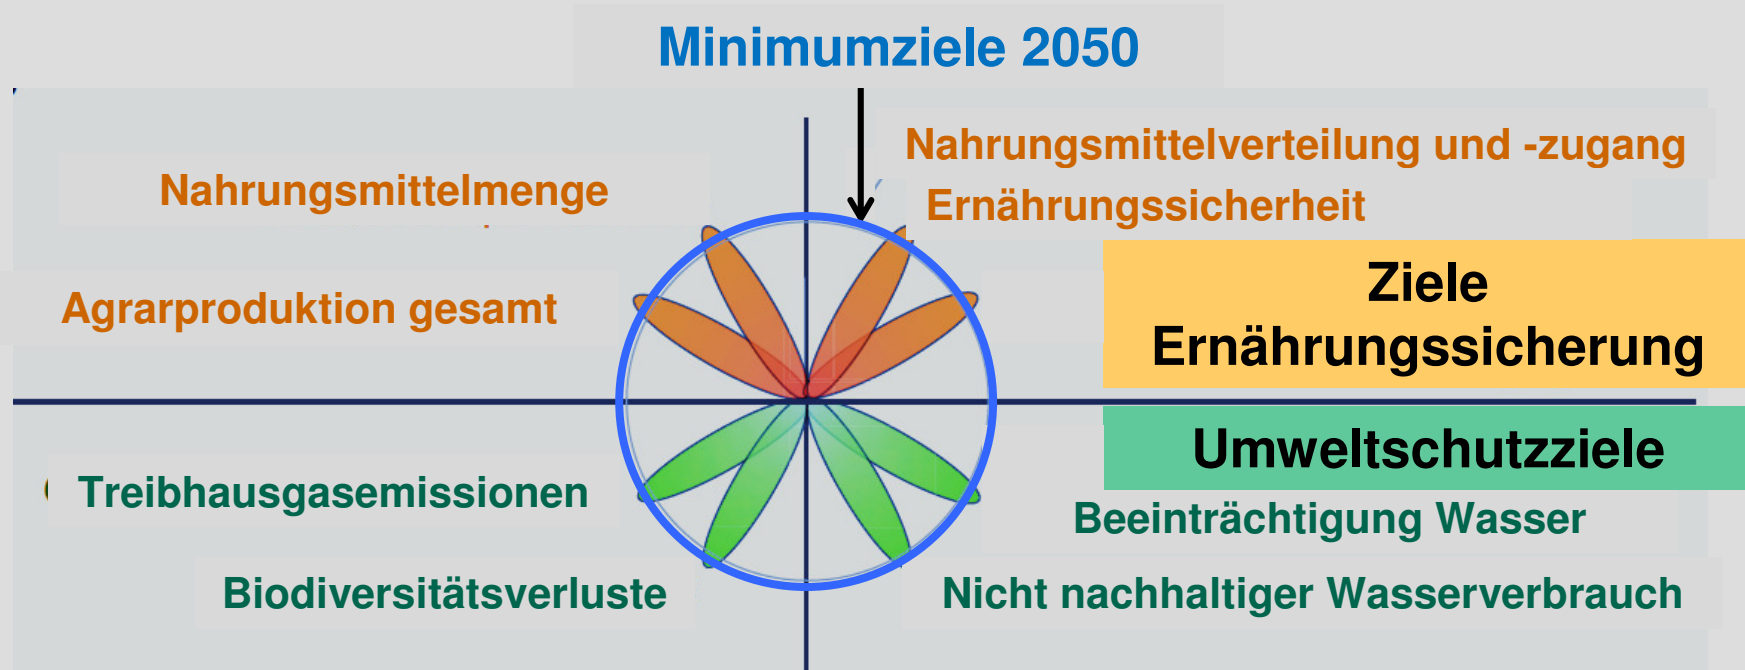 Minimumziele 2050
Nahrungsmittelverteilung und -zugang
Nahrungsmittelmenge
Ernährungssicherheit
Ziele
Ernährungssicherung
Agrarproduktion gesamt
Umweltschutzziele
Treibhausgasemissionen
Beeinträchtigung Wasser
Biodiversitätsverluste
Nicht nachhaltiger Wasserverbrauch